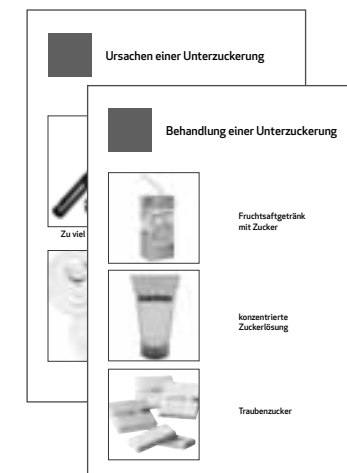 Ursachen einer Unterzuckerung
Behandlung einer Unterzuckerung
Zu viel
Fruchtsaftgetränk
mit Zucker
konzentrierte
Zuckerlösung
Traubenzucker